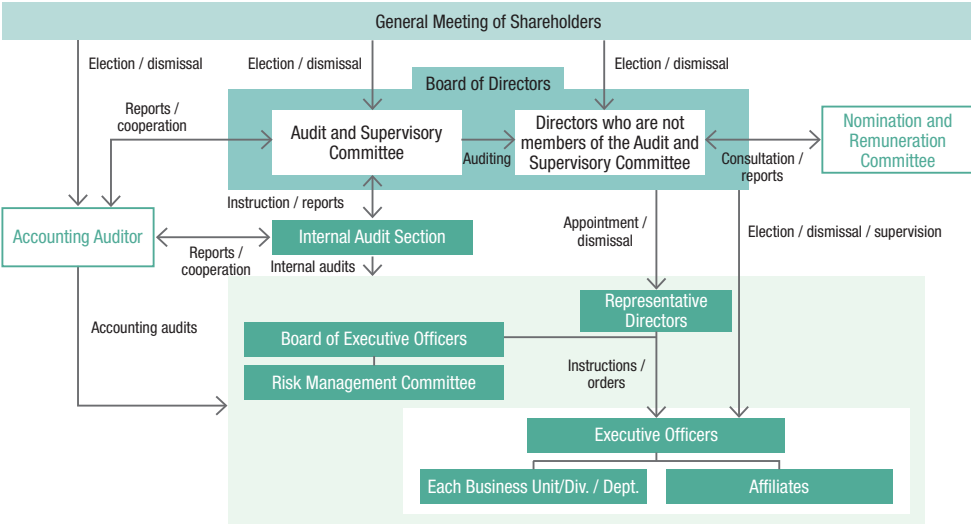 General Meeting of Shareholders
Election / dismissal
Election / dismissal
Election / dismissal
Board of Directors
Reports /
cooperation
Audit and Supervisory
Committee
Auditing
Directors who are not
members of the Audit and
Supervisory Committee
Consultation /
reports
Nomination and
Remuneration
Committee
Instruction / reports
Accounting Auditor
Reports /
cooperation
Internal Audit Section
Internal audits
Appointment /
dismissal
Election / dismissal / supervision
Accounting audits
Representative
Directors
Board of Executive Officers
Risk Management Committee
Instructions /
orders
Executive Officers
Each Business Unit/Div. / Dept.
Affiliates